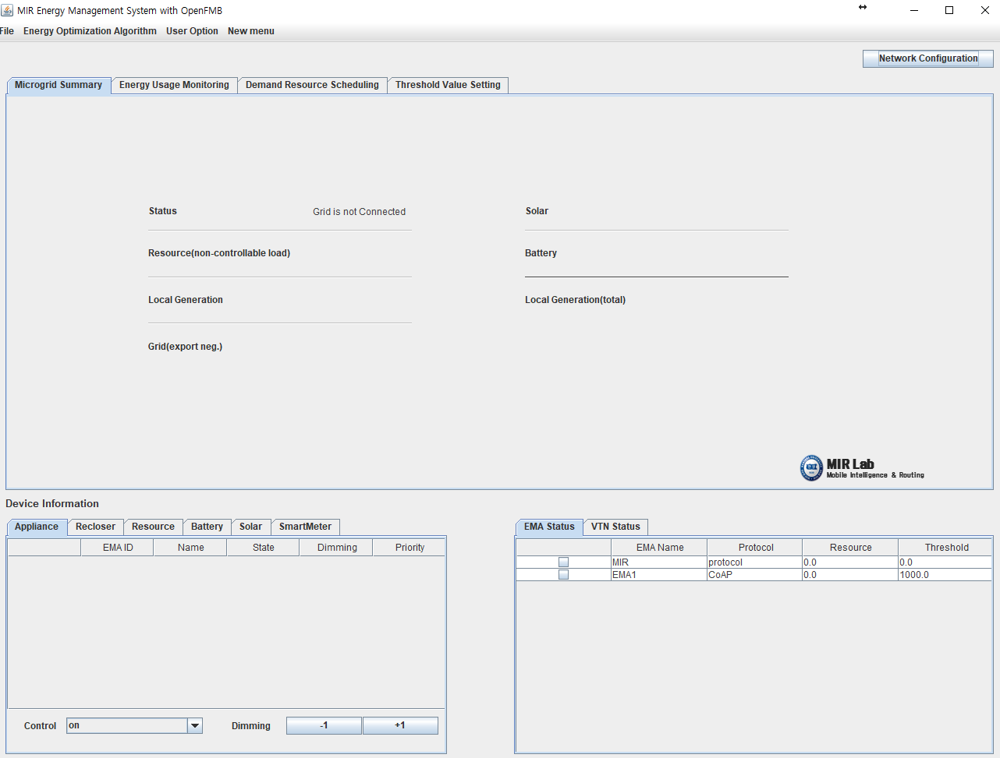 MIR Energy Management System with OpenFMB
File Energy Optimization Algorithm User Option New menu
Network Configuration
Microgrid Summary Energy Usage Monitoring Demand Resource Scheduling Threshold Value Setting
Status Grid is not Connected Solar
Resource(non-controllable load) Battery
Local Generation Local Generation(total)
Grid(export neg.)
MIR Lab
Mobile Intelligence & Routing
Device Information
Appliance Recloser Resource Battery Solar SmartMeter
EMA ID Name State Dimming Priority
Control on Dimming -1 +1
EMA Status VTN Status
EMA Name Protocol Resource Threshold
MIR protocol 0.0 0.0
EMA1 CoAP 0.0 1000.0